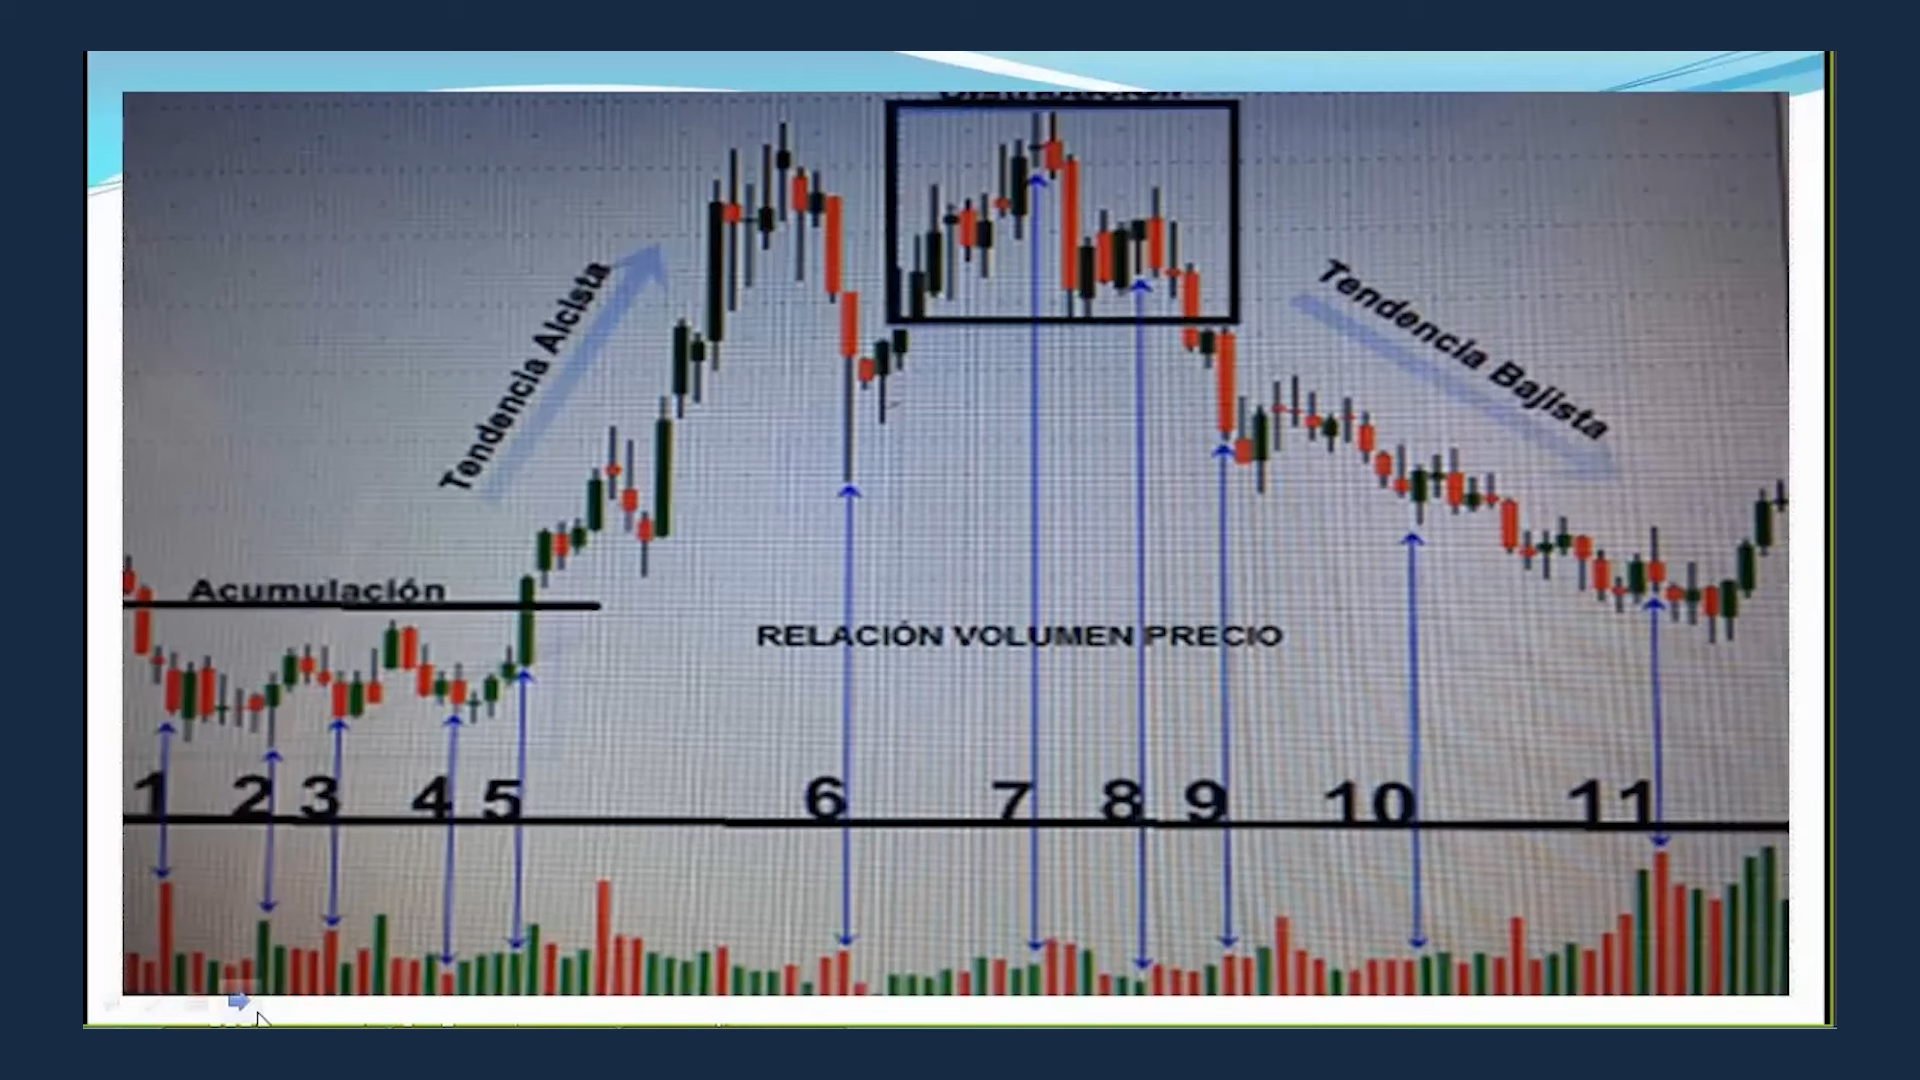 Tendencia Alcista
Tendencia Bajista
Acumulación
RELACIÓN VOLUMEN PRECIO
1 2 3 4 5 6 7 8 9 10 11